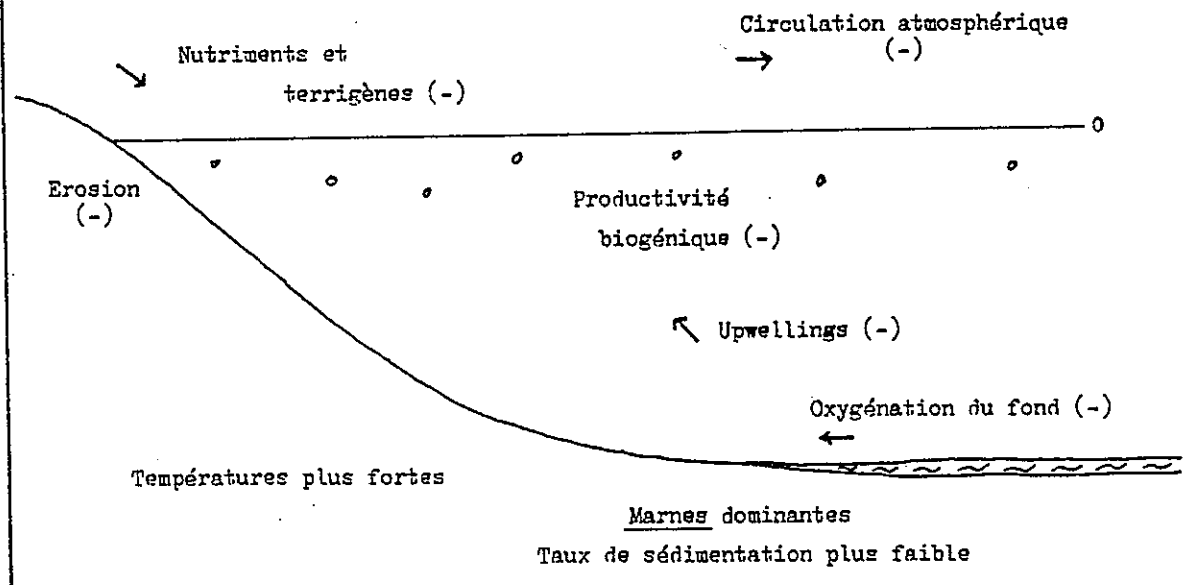 Circulation atmosphérique
(-)
Nutriments et
terrigènes (-)
0
Erosion
(-)
Productivité
biogénique (-)
Upwellings (-)
Oxygénation du fond (-)
Températures plus fortes
Marnes dominantes
Taux de sédimentation plus faible